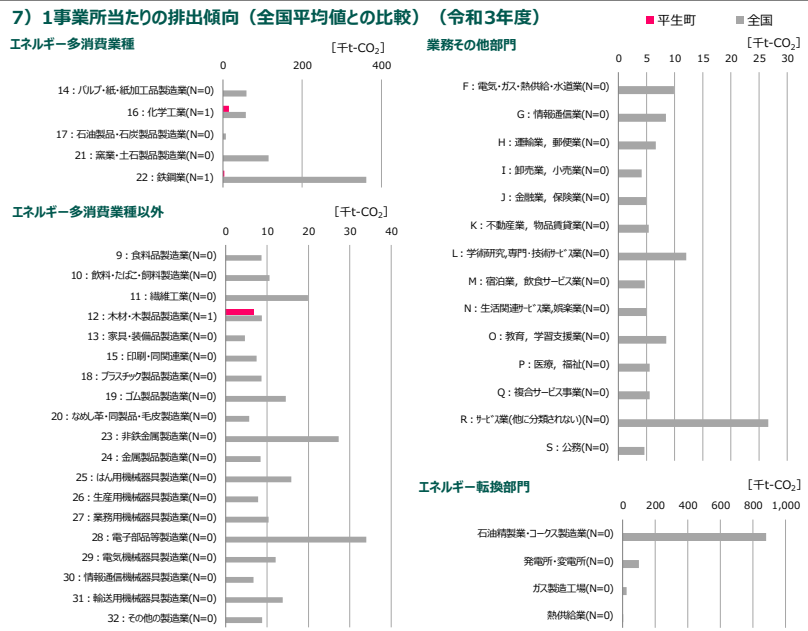 7）1事業所当たりの排出傾向（全国平均値との比較）（令和3年度）
平生町 全国
エネルギー多消費業種
［千t-CO₂］
0 200 400
14：パルプ・紙・紙加工品製造業(N=0)
16：化学工業(N=1)
17：石油製品・石炭製品製造業(N=0)
21：窯業・土石製品製造業(N=0)
22：鉄鋼業(N=1)
エネルギー多消費業種以外
［千t-CO₂］
0 10 20 30 40
9：食料品製造業(N=0)
10：飲料・たばこ・飼料製造業(N=0)
11：繊維工業(N=0)
12：木材・木製品製造業(N=1)
13：家具・装備品製造業(N=0)
15：印刷・同関連業(N=0)
18：プラスチック製品製造業(N=0)
19：ゴム製品製造業(N=0)
20：なめし革・同製品・毛皮製造業(N=0)
23：非鉄金属製造業(N=0)
24：金属製品製造業(N=0)
25：はん用機械器具製造業(N=0)
26：生産用機械器具製造業(N=0)
27：業務用機械器具製造業(N=0)
28：電子部品等製造業(N=0)
29：電気機械器具製造業(N=0)
30：情報通信機械器具製造業(N=0)
31：輸送用機械器具製造業(N=0)
32：その他の製造業(N=0)
業務その他部門
［千t-CO₂］
0 5 10 15 20 25 30
F：電気・ガス・熱供給・水道業(N=0)
G：情報通信業(N=0)
H：運輸業，郵便業(N=0)
I：卸売業，小売業(N=0)
J：金融業，保険業(N=0)
K：不動産業，物品賃貸業(N=0)
L：学術研究,専門・技術ｻｰﾋﾞｽ業(N=0)
M：宿泊業，飲食サービス業(N=0)
N：生活関連ｻｰﾋﾞｽ業,娯楽業(N=0)
O：教育，学習支援業(N=0)
P：医療，福祉(N=0)
Q：複合サービス事業(N=0)
R：ｻｰﾋﾞｽ業(他に分類されない)(N=0)
S：公務(N=0)
エネルギー転換部門
［千t-CO₂］
0 200 400 600 800 1,000
石油精製業・コークス製造業(N=0)
発電所・変電所(N=0)
ガス製造工場(N=0)
熱供給業(N=0)